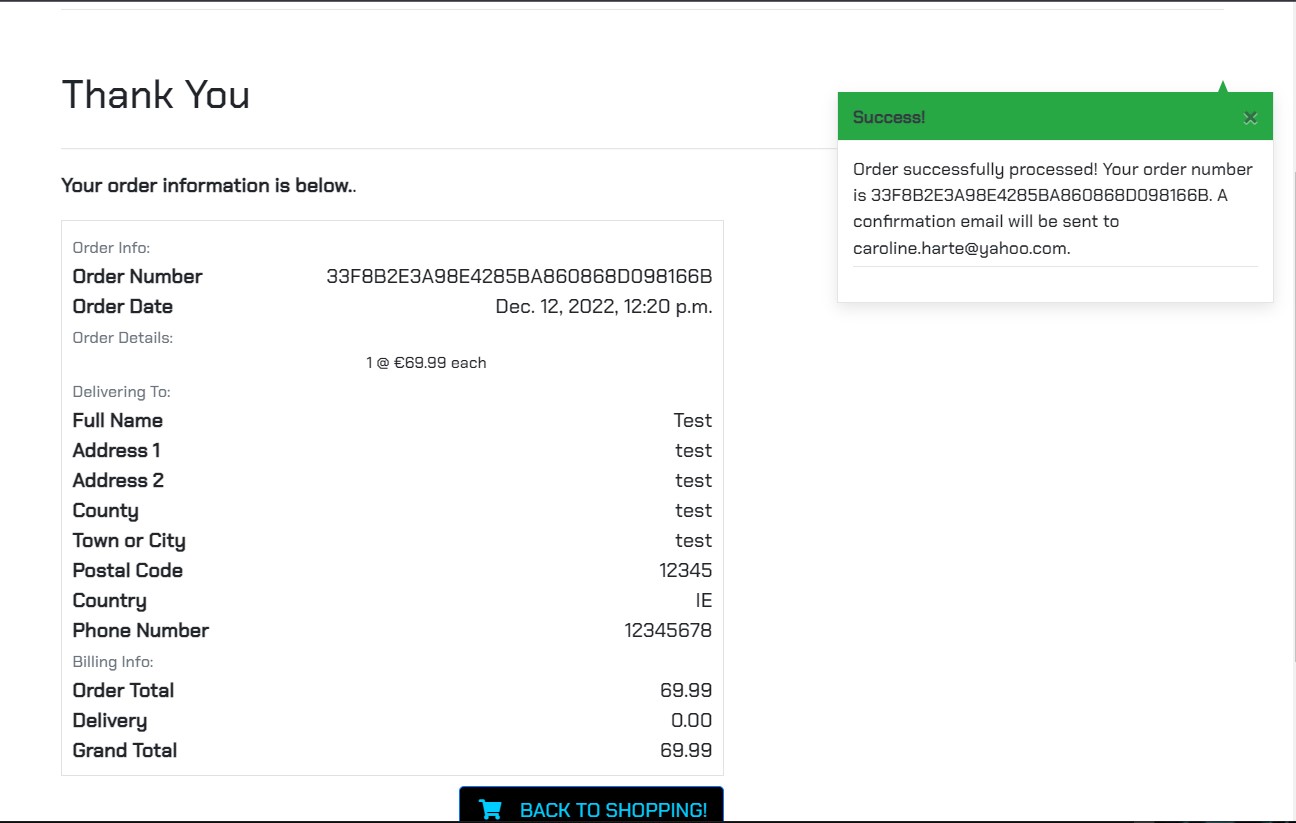 Thank You
Your order information is below..
Order Info:
Order Number 33F8B2E3A98E4285BA860868D098166B
Order Date Dec. 12, 2022, 12:20 p.m.
Order Details:
1 @ €69.99 each
Delivering To:
Full Name Test
Address 1 test
Address 2 test
County test
Town or City test
Postal Code 12345
Country IE
Phone Number 12345678
Billing Info:
Order Total 69.99
Delivery 0.00
Grand Total 69.99
BACK TO SHOPPING!
Success! ×
Order successfully processed! Your order number
is 33F8B2E3A98E4285BA860868D098166B. A
confirmation email will be sent to
caroline.harte@yahoo.com.